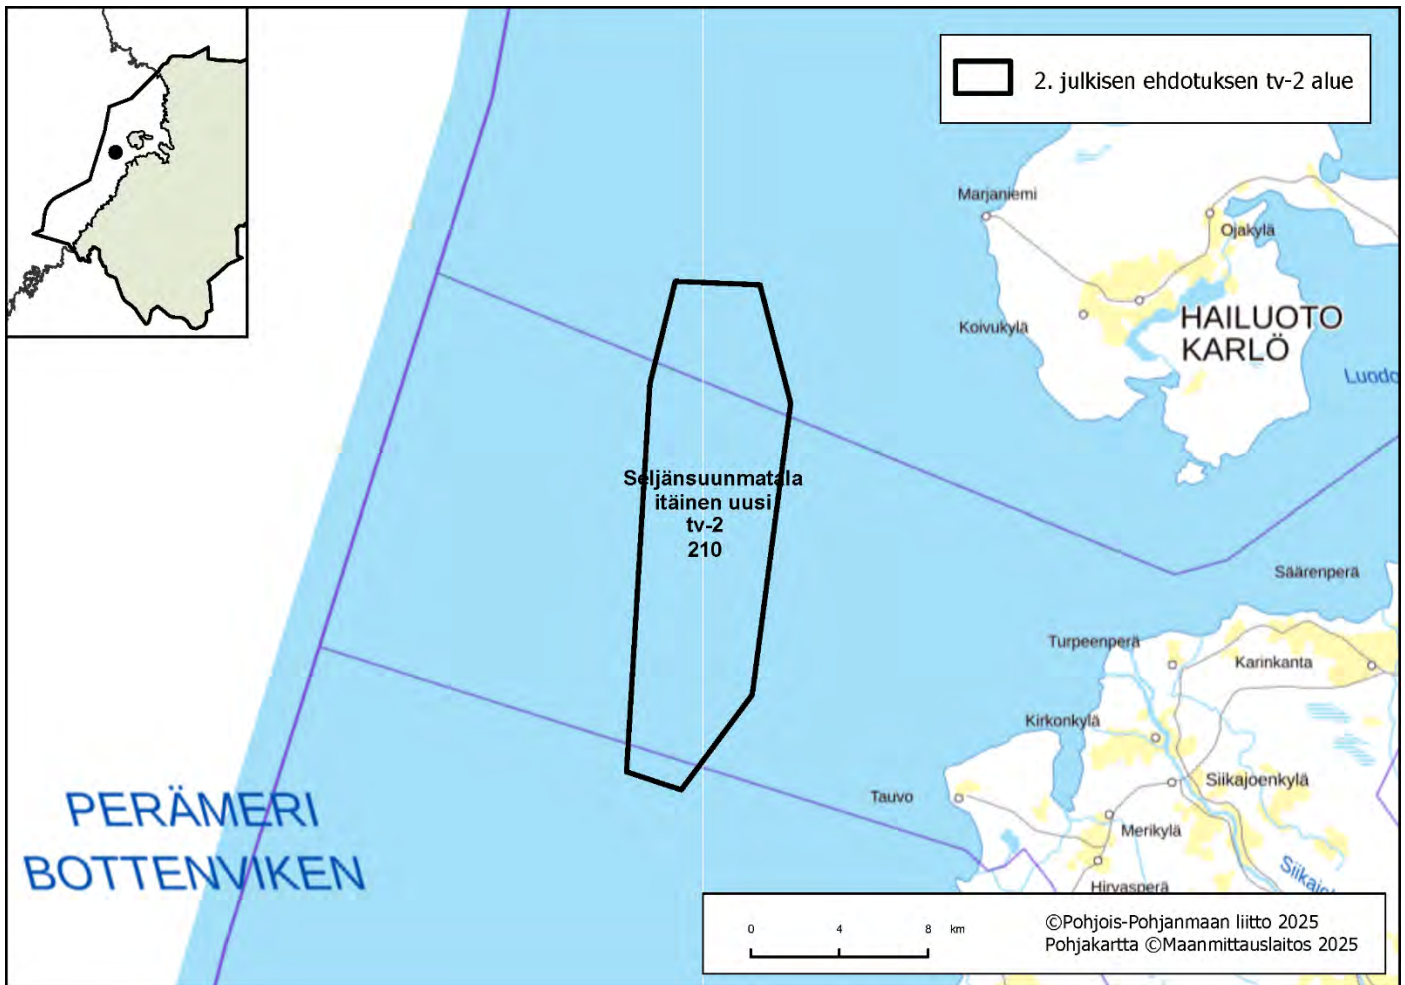 2. julkisen ehdotuksen tv-2 alue
Marjaniemi
Ojakylä
Koivukylä
HAILUOTO
KARLÖ
Luodo
Seljänsuunmatala
itäinen uusi
tv-2
210
Säärenperä
Turpeenperä
Karinkanta
Kirkonkylä
Siikajoenkylä
Tauvo
Merikylä
Hirvasperä
PERÄMERI
BOTTENVIKEN
0 4 8 km
©Pohjois-Pohjanmaan liitto 2025
Pohjakartta ©Maanmittauslaitos 2025